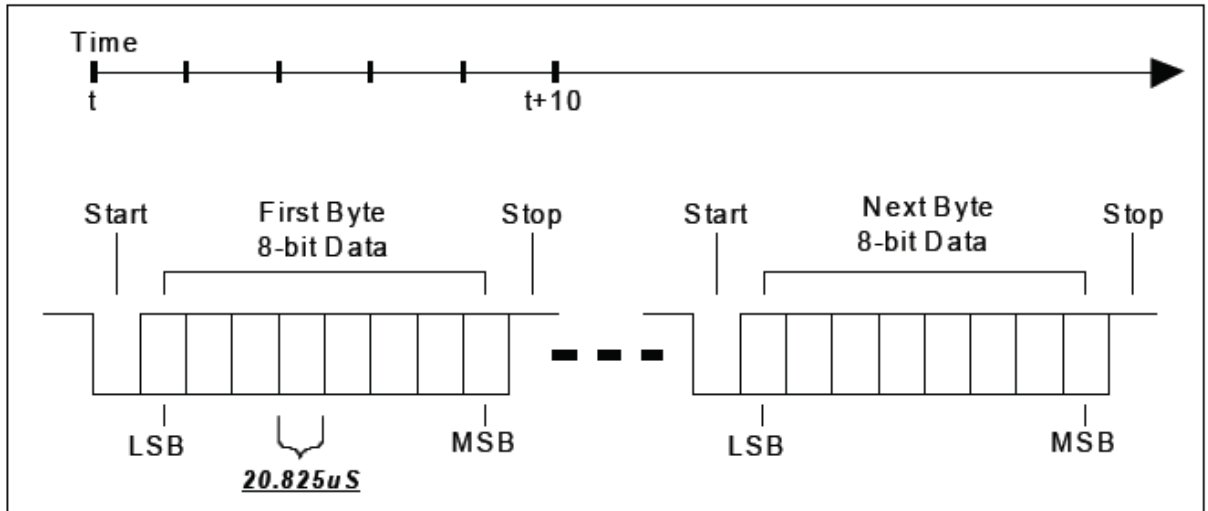 Time
t
t+10
Start
First Byte
8-bit Data
Stop
Start
Next Byte
8-bit Data
Stop
LSB
MSB
LSB
MSB
20.825uS